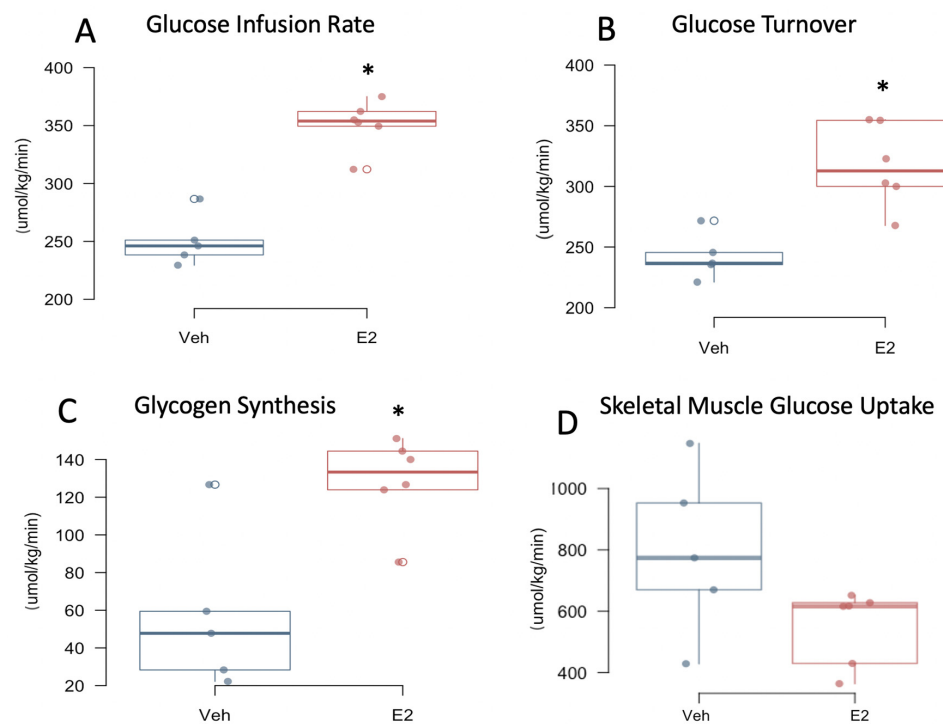 A Glucose Infusion Rate
*
400
350
300
250
200
(umol/kg/min)
Veh E2
B Glucose Turnover
*
400
350
300
250
200
(umol/kg/min)
Veh E2
C Glycogen Synthesis
*
140
120
100
80
60
40
20
(umol/kg/min)
Veh E2
D Skeletal Muscle Glucose Uptake
1000
800
600
400
(umol/kg/min)
Veh E2